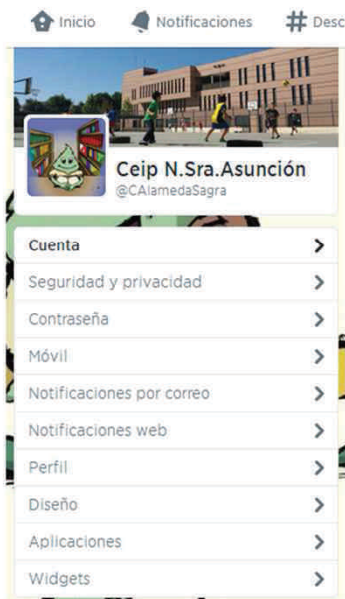 Inicio Notificaciones # Desc
Ceip N.Sra.Asunción
@CAlamedaSagra
Cuenta
Seguridad y privacidad
Contraseña
Móvil
Notificaciones por correo
Notificaciones web
Perfil
Diseño
Aplicaciones
Widgets